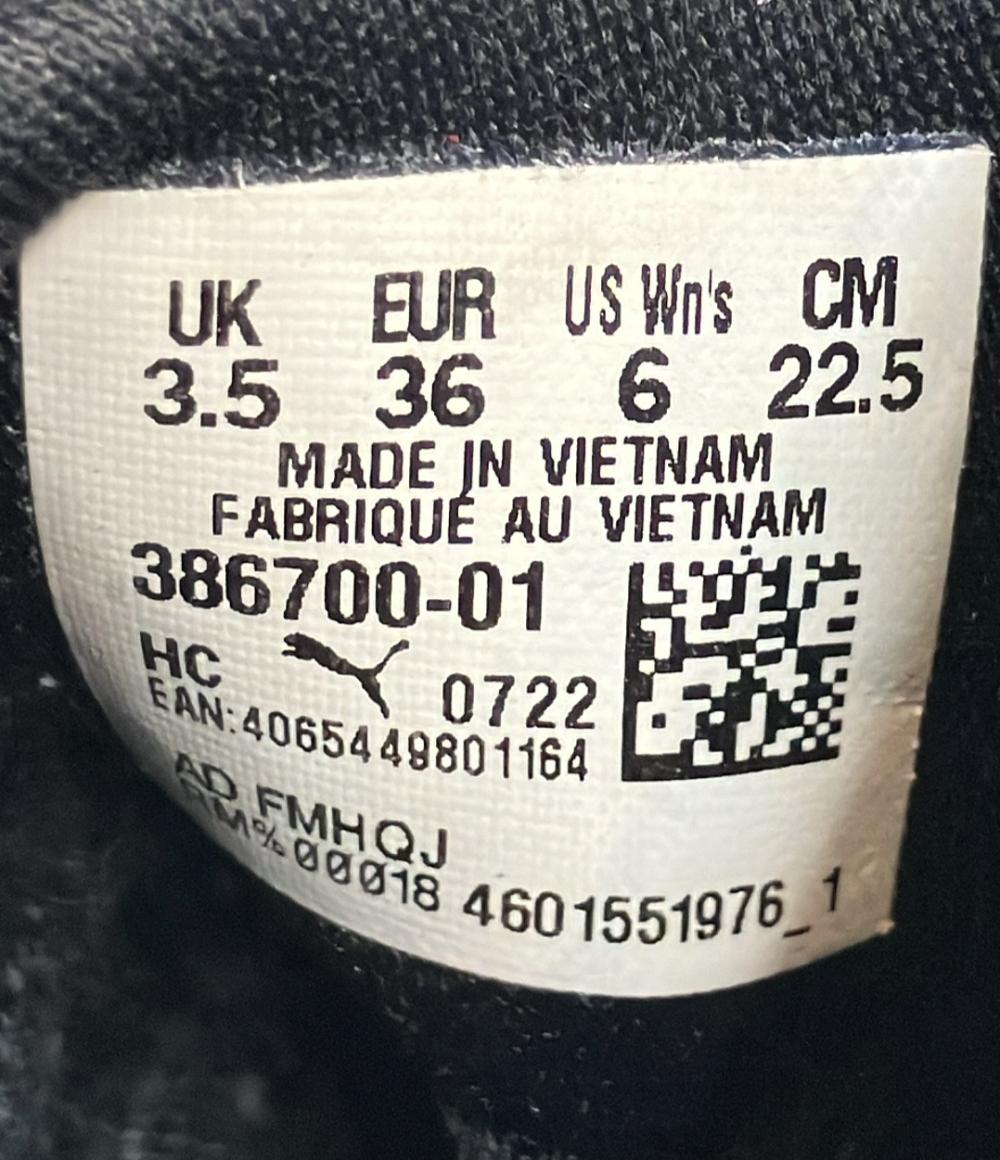 UK EUR US Wn's CM
3.5 36 6 22.5
MADE IN VIETNAM
FABRIQUÉ AU VIETNAM
386700-01
HC 0722
EAN:4065449801164
AD FMHQJ
00018 4601551976_1